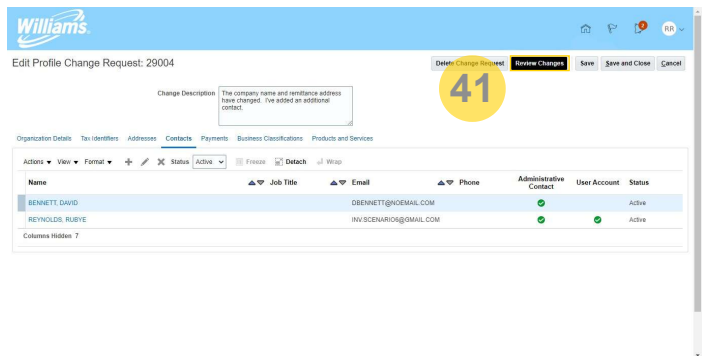 Williams.
2
RR
Edit Profile Change Request: 29004
Delete Change Request Review Changes Save Save and Close Cancel
41
Change Description The company name and remittance address
have changed. I've added an additional
contact.
Organization Details Tax Identifiers Addresses Contacts Payments Business Classifications Products and Services
Actions View Format Status Active Freeze Detach Wrap
Name Job Title Email Phone Administrative Contact User Account Status
BENNETT, DAVID DBENNETT@NOEMAIL.COM Active
REYNOLDS, RUBYE INV.SCENARIO6@GMAIL.COM Active
Columns Hidden 7